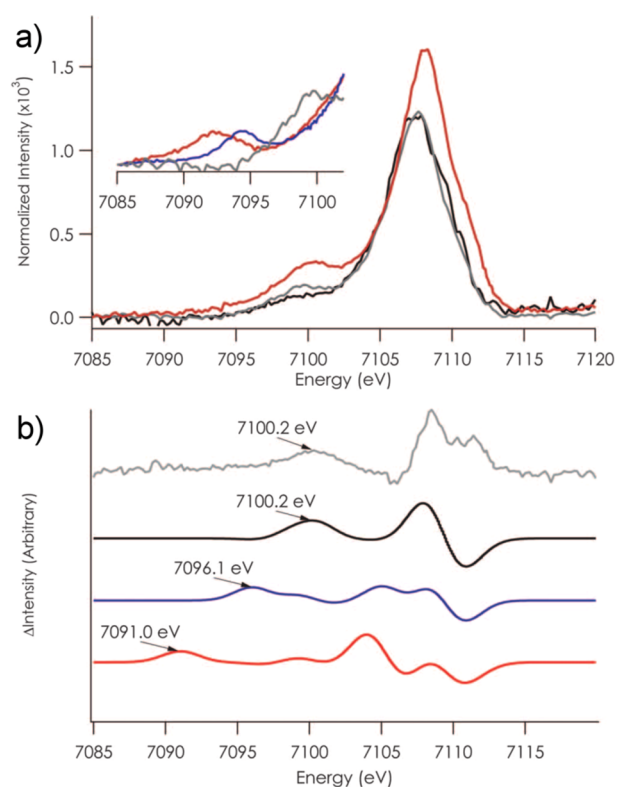 a)
Normalized Intensity (x10³)
1.5
1.0
0.5
0.0
7085 7090 7095 7100
7085 7090 7095 7100 7105 7110 7115 7120
Energy (eV)
b)
ΔIntensity (Arbitrary)
7100.2 eV
7100.2 eV
7096.1 eV
7091.0 eV
7085 7090 7095 7100 7105 7110 7115
Energy (eV)